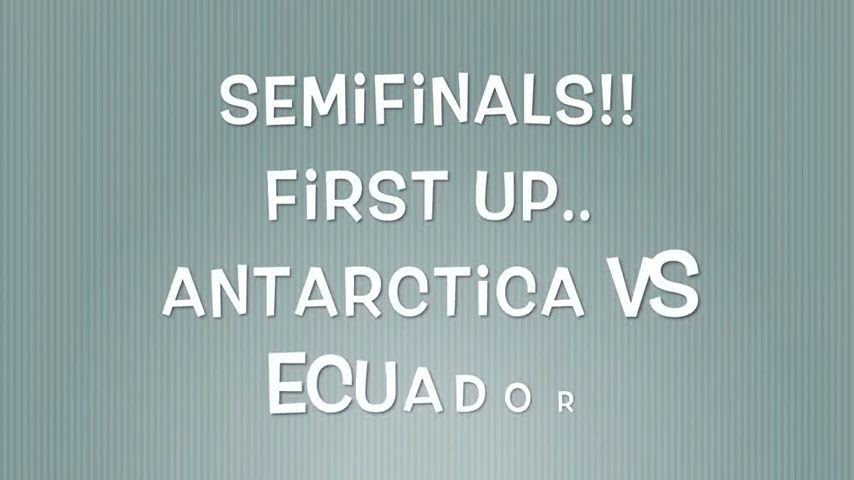 SEMiFiNALS!!
FiRST UP..
ANTARCTiCA VS
ECUADOR